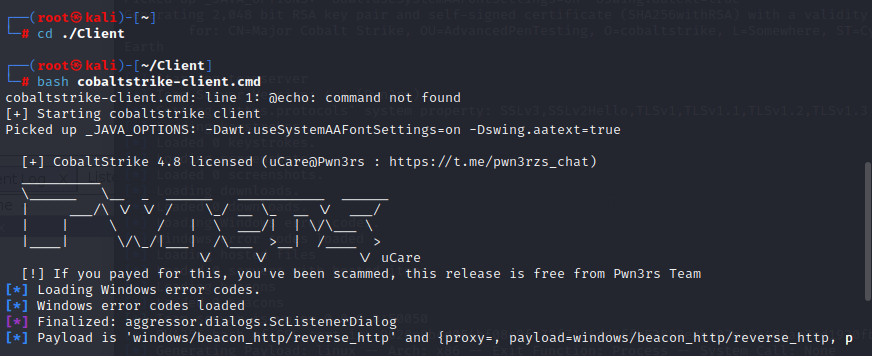 ┌──(root㉿kali)-[~]
└─# cd ./Client
┌──(root㉿kali)-[~/Client]
└─# bash cobaltstrike-client.cmd
cobaltstrike-client.cmd: line 1: @echo: command not found
[+] Starting cobaltstrike client
Picked up _JAVA_OPTIONS: -Dawt.useSystemAAFontSettings=on -Dswing.aatext=true
[+] CobaltStrike 4.8 licensed (uCare@Pwn3rs : https://t.me/pwn3rzs_chat)
uCare
[!] If you payed for this, you've been scammed, this release is free from Pwn3rs Team
[*] Loading Windows error codes.
[*] Windows error codes loaded
[*] Finalized: aggressor.dialogs.ScListenerDialog
[*] Payload is 'windows/beacon_http/reverse_http' and {proxy=, payload=windows/beacon_http/reverse_http, p